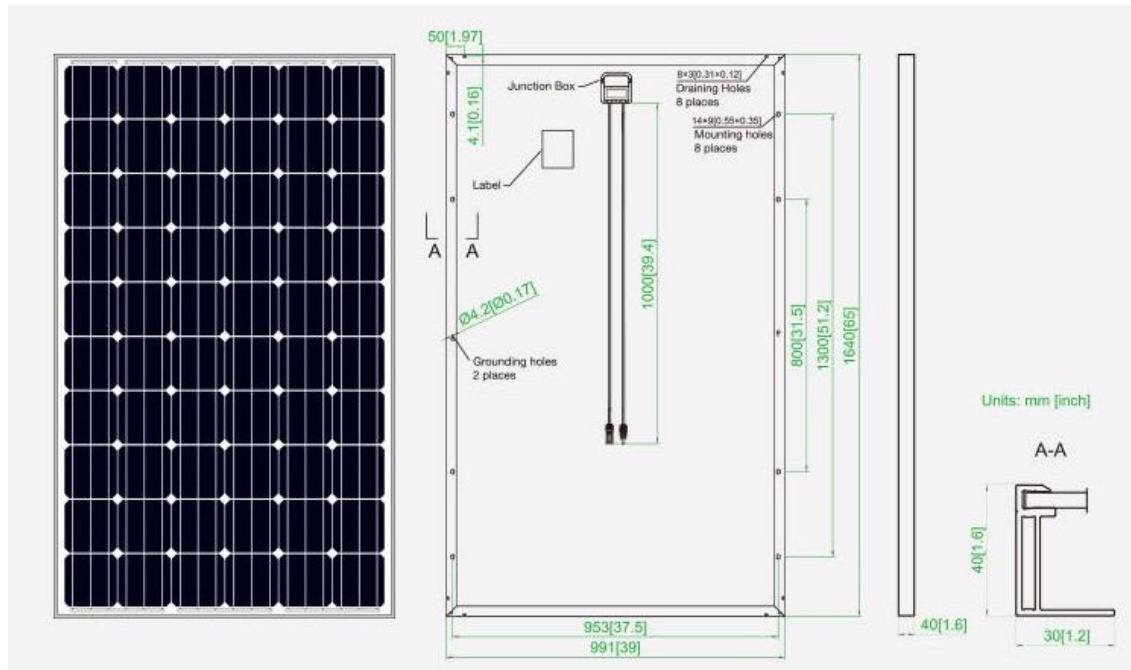 50[1.97]
4.1[0.16]
Junction Box
8×3[0.31×0.12]
Draining Holes
8 places
14×9[0.55×0.35]
Mounting holes
8 places
Label
A A
Ø4.2[Ø0.17]
Grounding holes
2 places
1000[39.4]
800[31.5]
1300[51.2]
1640[65]
953[37.5]
991[39]
40[1.6]
Units: mm [inch]
A-A
40[1.6]
30[1.2]